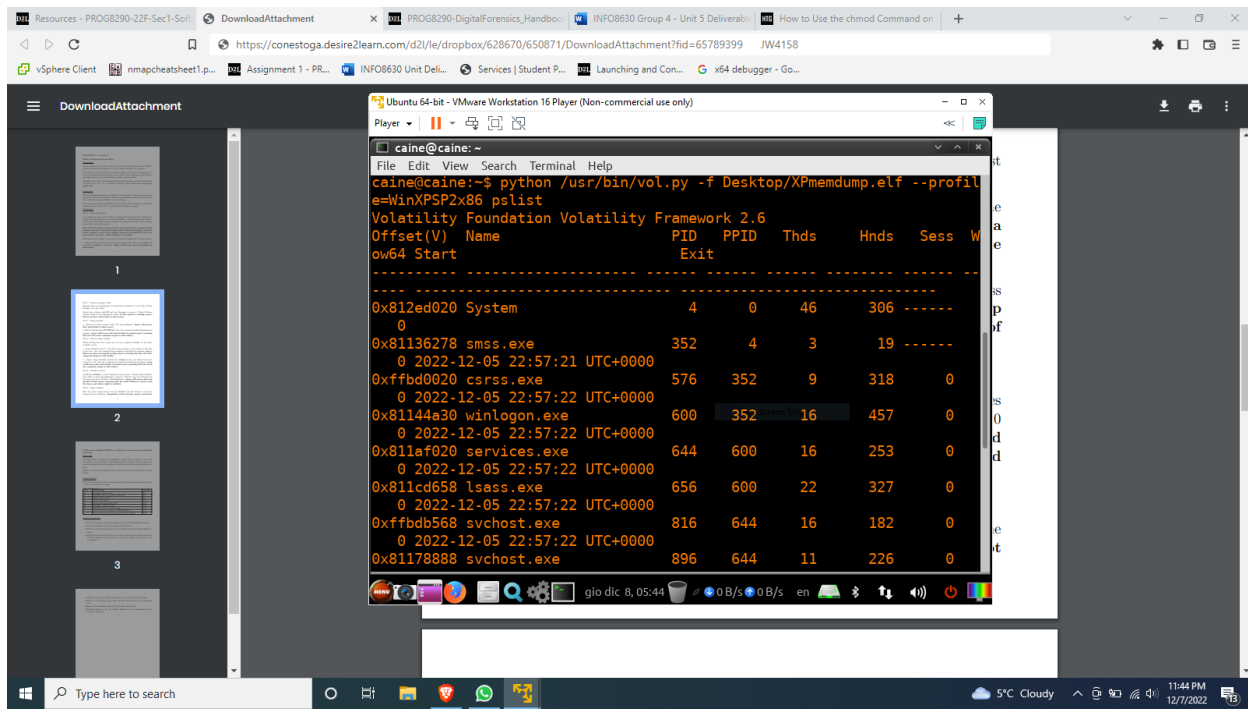 Resources - PROG8290-22F-Sec1-Soft
DownloadAttachment
PROG8290-DigitalForensics_Handboo
INFO8630 Group 4 - Unit 5 Deliverabl
How to Use the chmod Command on
https://conestoga.desire2learn.com/d2l/le/dropbox/628670/650871/DownloadAttachment?fid=65789399 JW4158
vSphere Client
nmapcheatsheet1.p...
Assignment 1 - PR...
INFO8630 Unit Deli...
Services | Student P...
Launching and Con...
x64 debugger - Go...
DownloadAttachment
1
2
3
Ubuntu 64-bit - VMware Workstation 16 Player (Non-commercial use only)
Player
caine@caine: ~
File Edit View Search Terminal Help
caine@caine:~$ python /usr/bin/vol.py -f Desktop/XPmemdump.elf --profil
e=WinXPSP2x86 pslist
Volatility Foundation Volatility Framework 2.6
Offset(V) Name PID PPID Thds Hnds Sess W
ow64 Start Exit
---------- -------------------- ------ ------ ------ -------- ------ --
---- ------------------------------ ------------------------------
0x812ed020 System 4 0 46 306 ------
0
0x81136278 smss.exe 352 4 3 19 ------
0 2022-12-05 22:57:21 UTC+0000
0xffbd0020 csrss.exe 576 352 9 318 0
0 2022-12-05 22:57:22 UTC+0000
0x81144a30 winlogon.exe 600 352 16 457 0
0 2022-12-05 22:57:22 UTC+0000
0x811af020 services.exe 644 600 16 253 0
0 2022-12-05 22:57:22 UTC+0000
0x811cd658 lsass.exe 656 600 22 327 0
0 2022-12-05 22:57:22 UTC+0000
0xffbdb568 svchost.exe 816 644 16 182 0
0 2022-12-05 22:57:22 UTC+0000
0x81178888 svchost.exe 896 644 11 226 0
MENU
gio dic 8, 05:44
0 B/s 0 B/s en
Type here to search
5°C Cloudy
11:44 PM
12/7/2022
13